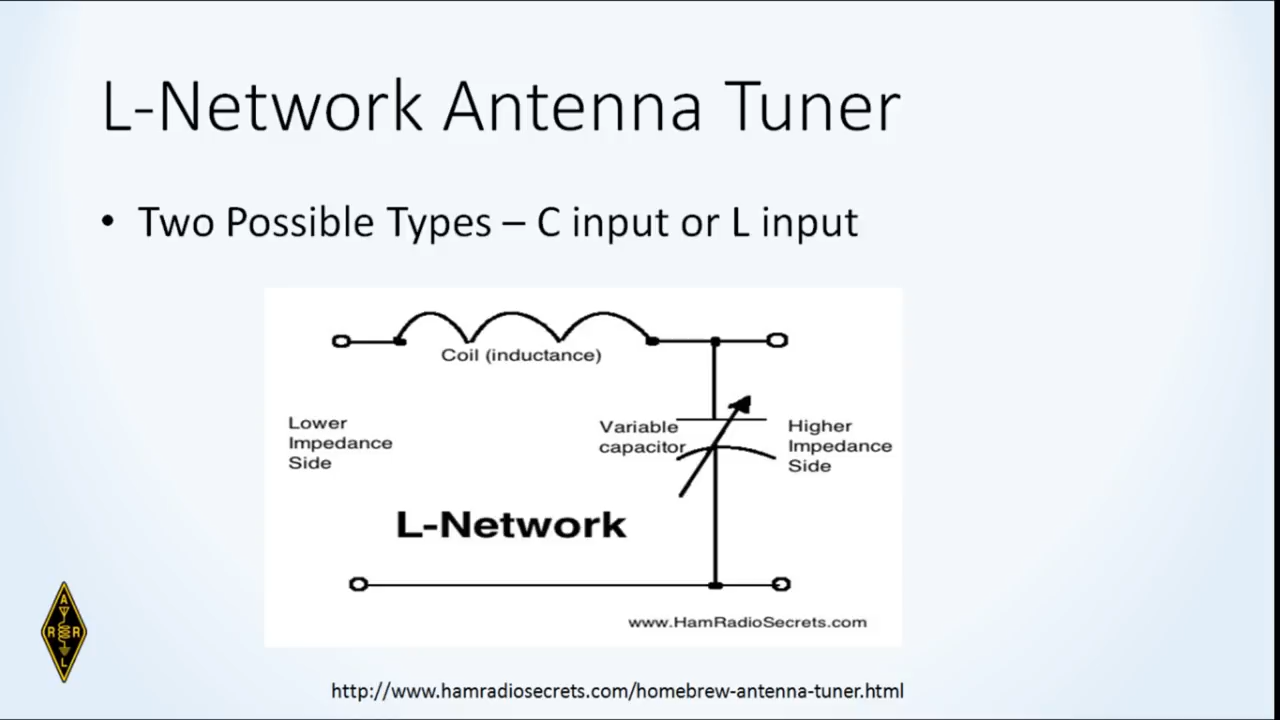 L-Network Antenna Tuner
• Two Possible Types – C input or L input
Coil (inductance)
Lower
Impedance
Side
Variable
capacitor
Higher
Impedance
Side
L-Network
www.HamRadioSecrets.com
A
R R
L
http://www.hamradiosecrets.com/homebrew-antenna-tuner.html